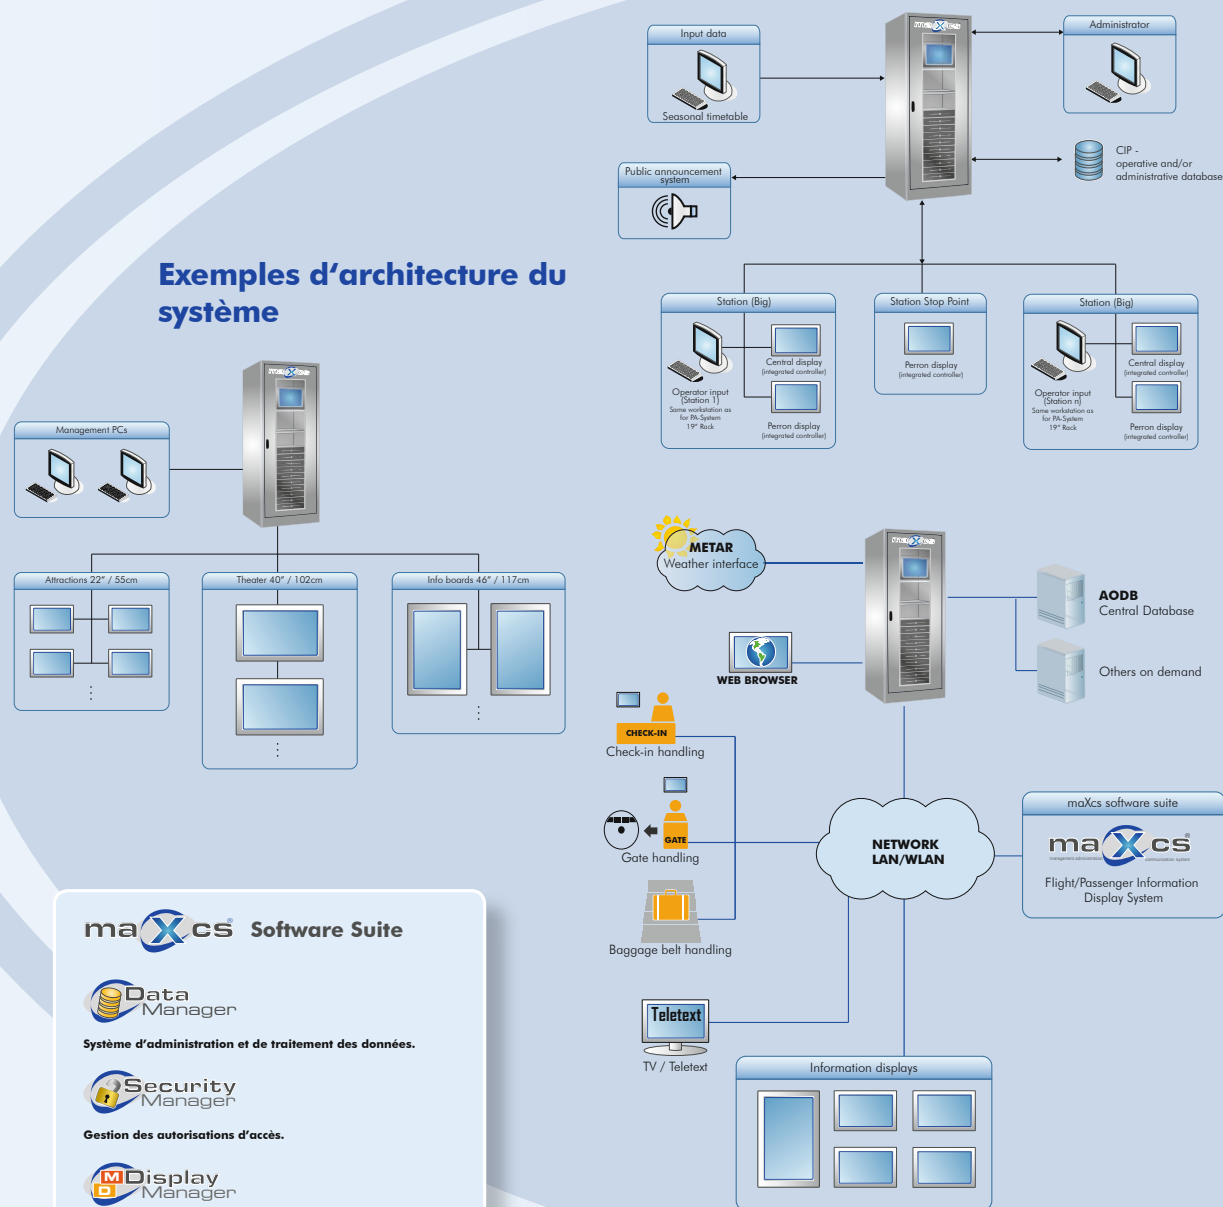 Exemples d‘architecture du
système
Input data
Seasonal timetable
maXcs
Administrator
CIP -
operative and/or
administrative database
Public announcement
system
Station (Big)
Central display
(integrated controller)
Operator input
(Station 1)
Same workstation as
for PA-System
19" Rack
Perron display
(integrated controller)
Station Stop Point
Perron display
(integrated controller)
Station (Big)
Central display
(integrated controller)
Operator input
(Station n)
Same workstation as
for PA-System
19" Rack
Perron display
(integrated controller)
maXcs
Management PCs
Attractions 22" / 55cm
Theater 40" / 102cm
Info boards 46" / 117cm
METAR
Weather interface
maXcs
AODB
Central Database
Others on demand
WEB BROWSER
CHECK-IN
Check-in handling
GATE
Gate handling
Baggage belt handling
NETWORK
LAN/WLAN
maXcs software suite
maXcs®
Flight/Passenger Information
Display System
Teletext
TV / Teletext
Information displays
maXcs® Software Suite
Data
Manager
Système d’administration et de traitement des données.
Security
Manager
Gestion des autorisations d’accès.
M
D
Display
Manager